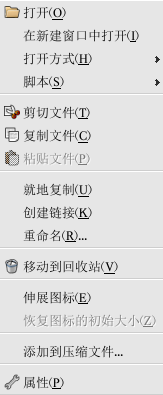 打开(O)
在新建窗口中打开(I)
打开方式(H)
脚本(S)
剪切文件(T)
复制文件(C)
粘贴文件(P)
就地复制(U)
创建链接(K)
重命名(R)...
移动到回收站(V)
伸展图标(E)
恢复图标的初始大小(Z)
添加到压缩文件...
属性(P)